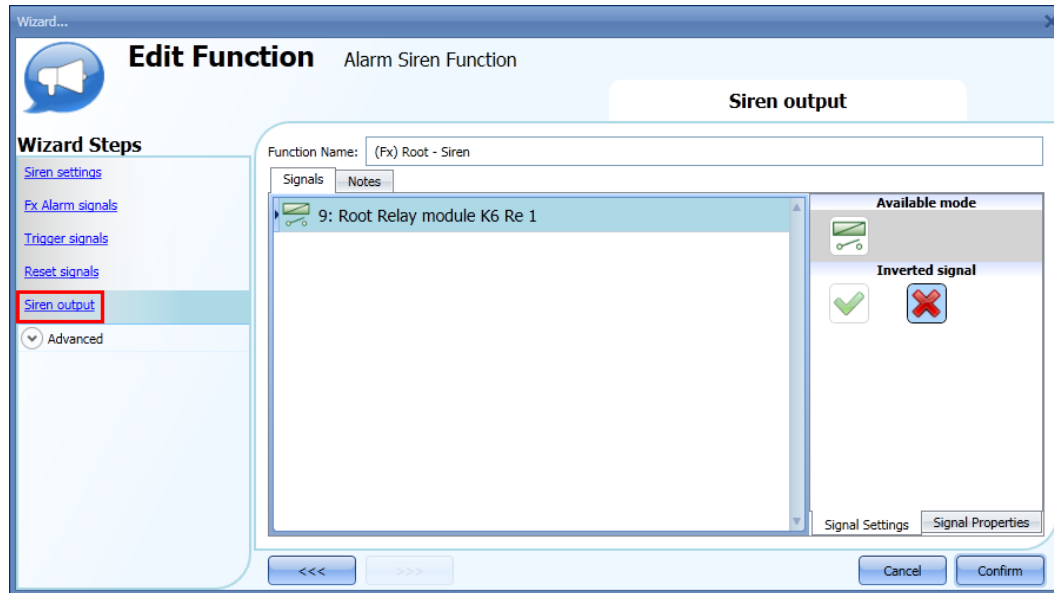 Wizard...
Edit Function Alarm Siren Function
Siren output
Wizard Steps
Siren settings
Fx Alarm signals
Trigger signals
Reset signals
Siren output
Advanced
Function Name: (Fx) Root - Siren
Signals Notes
9: Root Relay module K6 Re 1
Available mode
Inverted signal
Signal Settings Signal Properties
<<< >>> Cancel Confirm